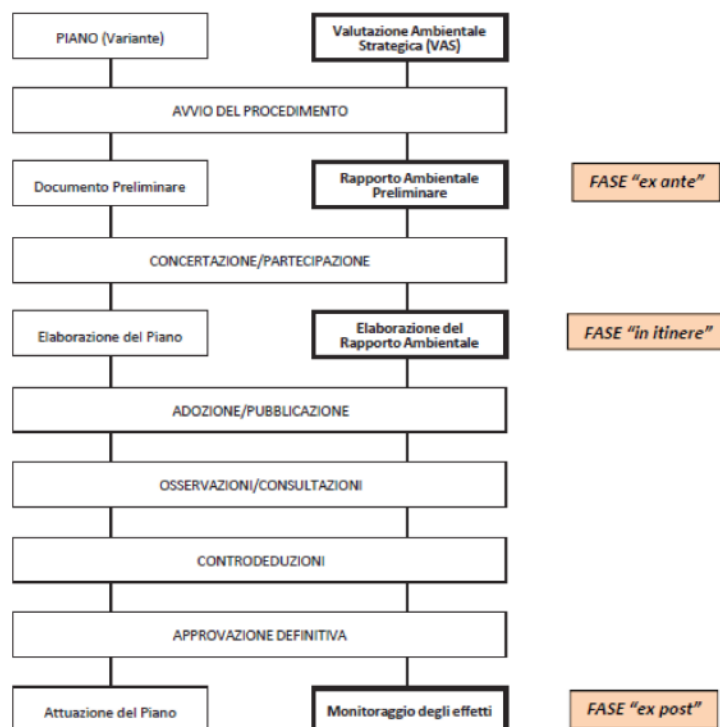 PIANO (Variante)
Valutazione Ambientale
Strategica (VAS)
AVVIO DEL PROCEDIMENTO
Documento Preliminare
Rapporto Ambientale
Preliminare
FASE "ex ante"
CONCERTAZIONE/PARTECIPAZIONE
Elaborazione del Piano
Elaborazione del
Rapporto Ambientale
FASE "in itinere"
ADOZIONE/PUBBLICAZIONE
OSSERVAZIONI/CONSULTAZIONI
CONTRODEDUZIONI
APPROVAZIONE DEFINITIVA
Attuazione del Piano
Monitoraggio degli effetti
FASE "ex post"